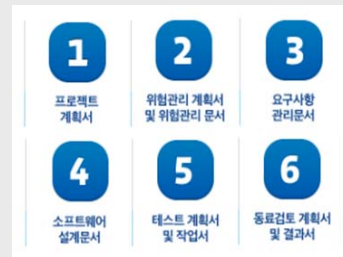 1
2
3
프로젝트
계획서
위험관리 계획서
및 위험관리 문서
요구사항
관리문서
4
5
6
소프트웨어
설계문서
테스트 계획서
및 작업서
동료검토 계획서
및 결과서